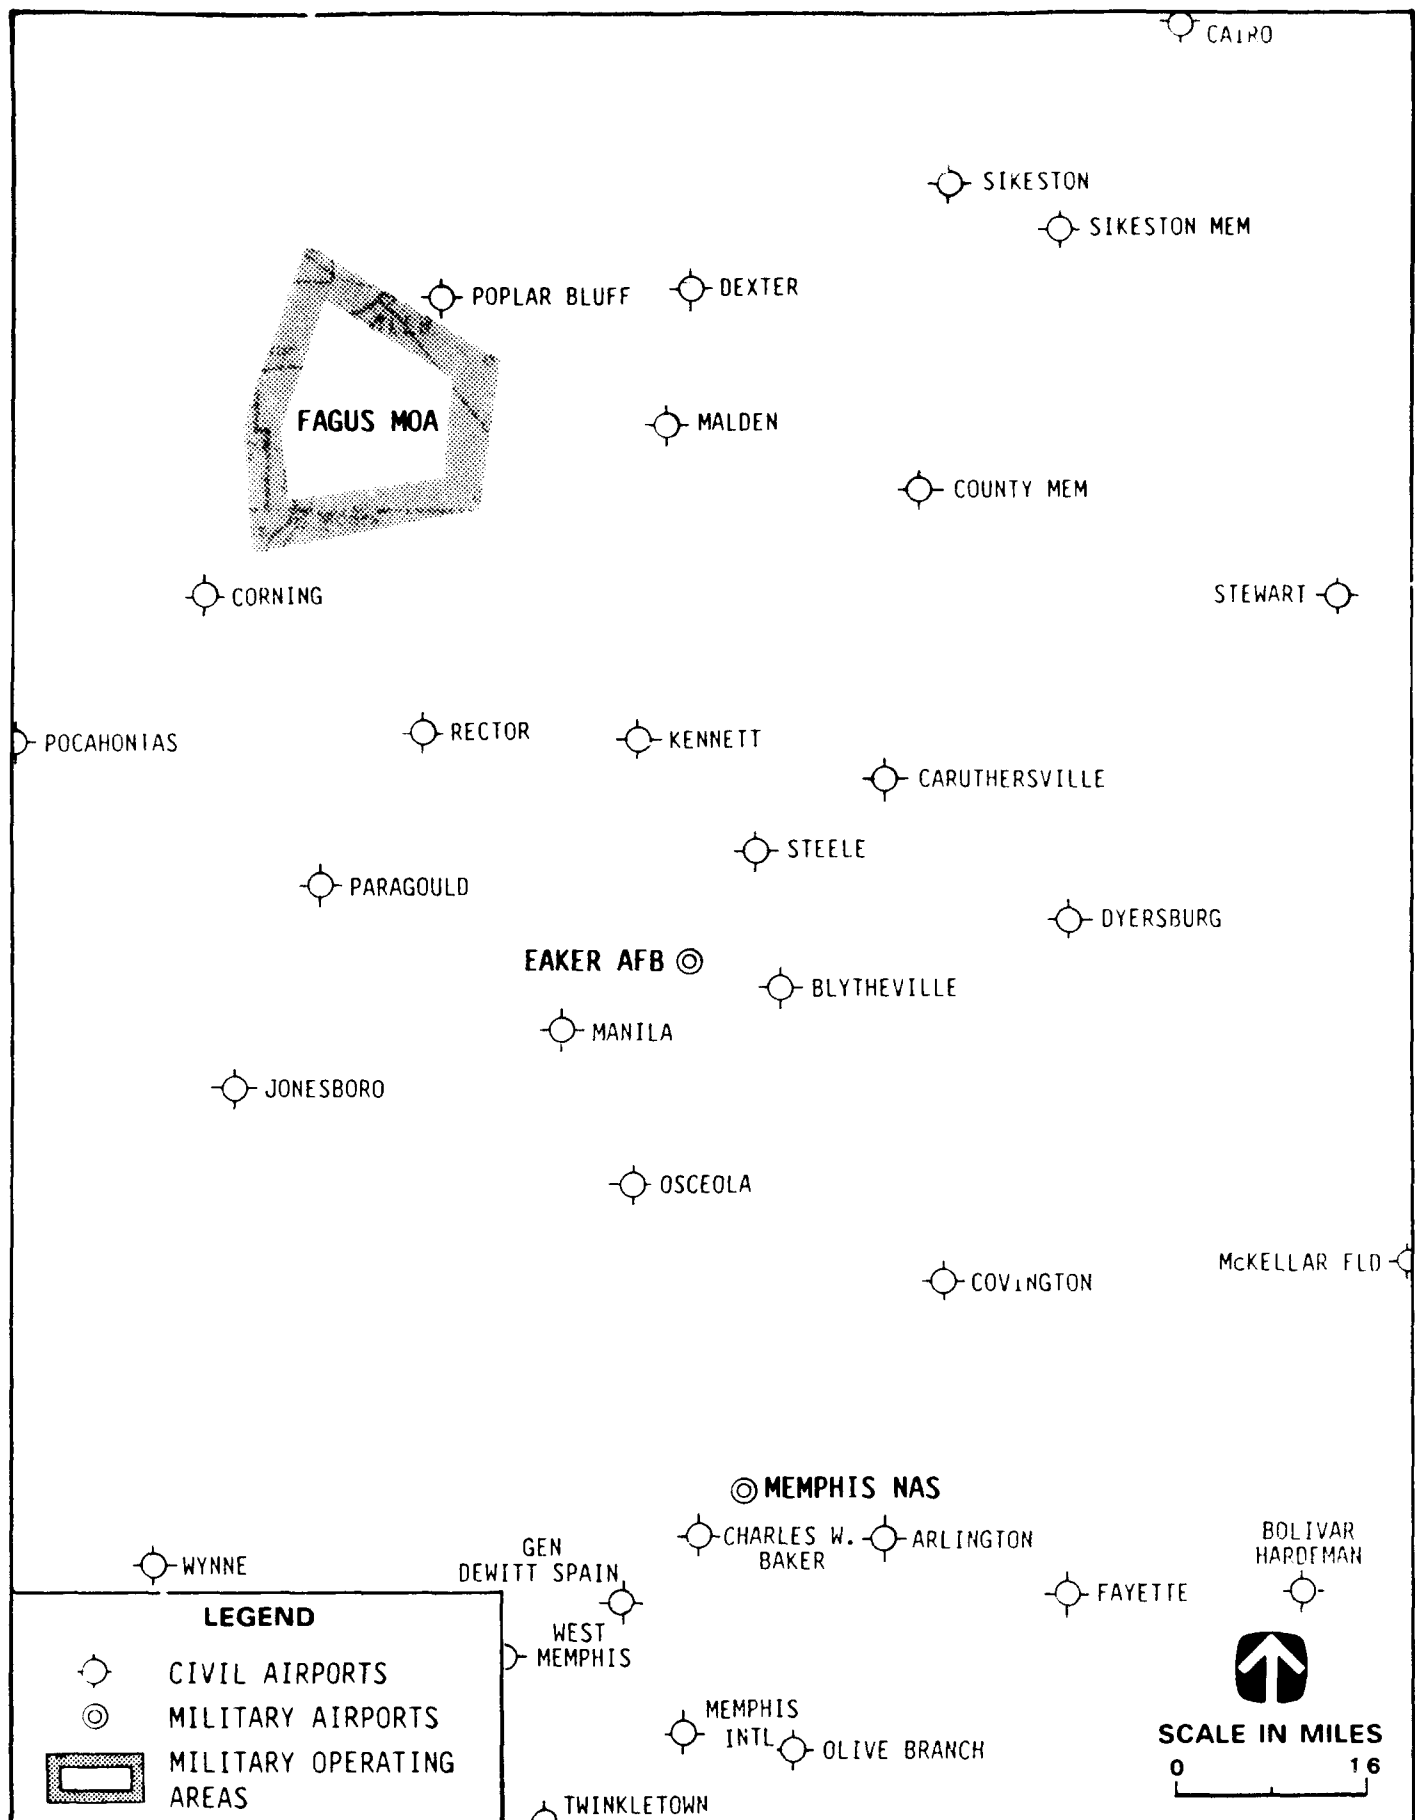 CAIRO
SIKESTON
SIKESTON MEM
POPLAR BLUFF
DEXTER
FAGUS MOA
MALDEN
COUNTY MEM
CORNING
STEWART
POCAHONIAS
RECTOR
KENNETT
CARUTHERSVILLE
STEELE
PARAGOULD
DYERSBURG
EAKER AFB
BLYTHEVILLE
MANILA
JONESBORO
OSCEOLA
McKELLAR FLD
COVINGTON
MEMPHIS NAS
CHARLES W.
BAKER
ARLINGTON
BOLIVAR
HARDEMAN
GEN
DEWITT SPAIN
WYNNE
FAYETTE
WEST
MEMPHIS
MEMPHIS
INTL
OLIVE BRANCH
TWINKLETOWN
LEGEND
CIVIL AIRPORTS
MILITARY AIRPORTS
MILITARY OPERATING
AREAS
SCALE IN MILES
0 16